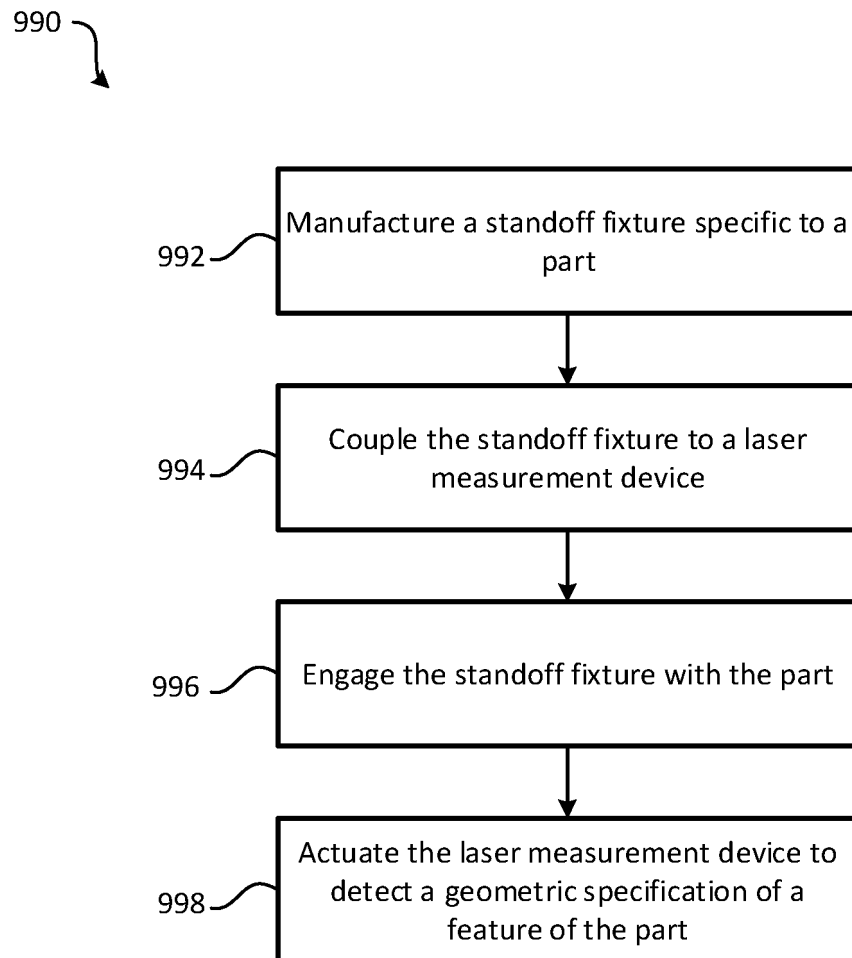 990
Manufacture a standoff fixture specific to a
part
992
Couple the standoff fixture to a laser
measurement device
994
Engage the standoff fixture with the part
996
Actuate the laser measurement device to
detect a geometric specification of a
feature of the part
998